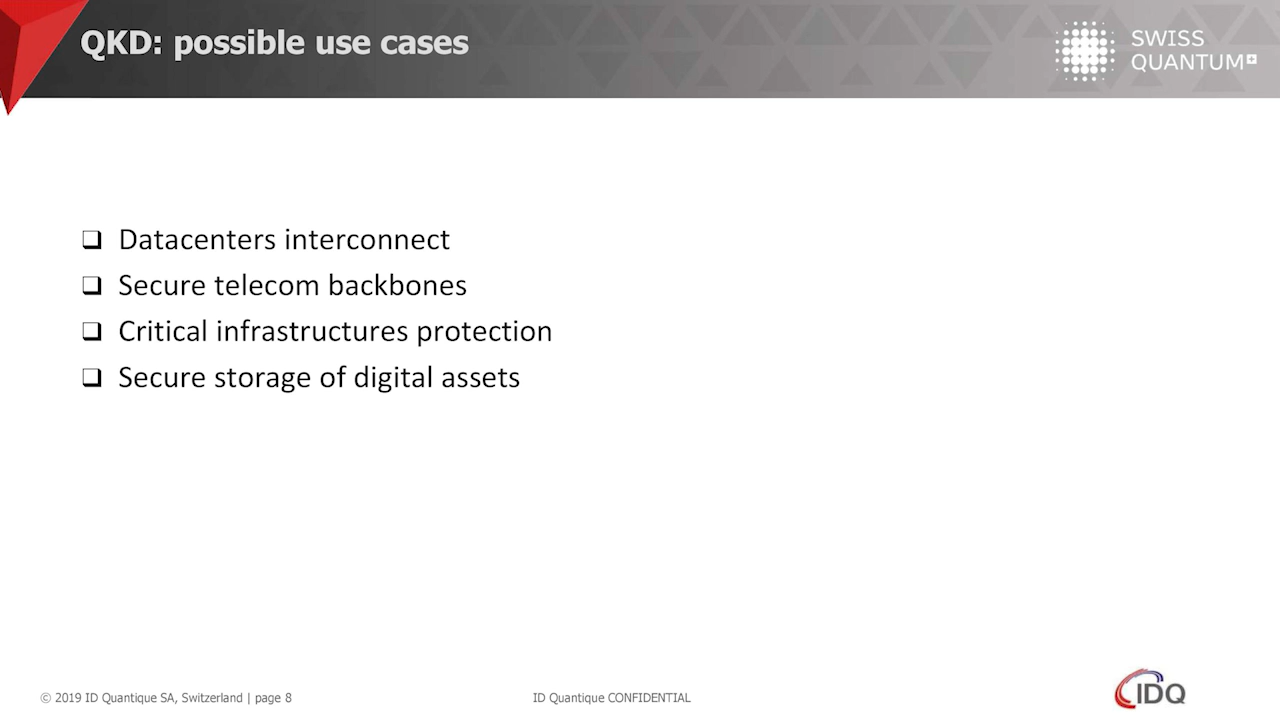 QKD: possible use cases
SWISS
QUANTUM
❑ Datacenters interconnect
❑ Secure telecom backbones
❑ Critical infrastructures protection
❑ Secure storage of digital assets
© 2019 ID Quantique SA, Switzerland | page 8
ID Quantique CONFIDENTIAL
IDQ